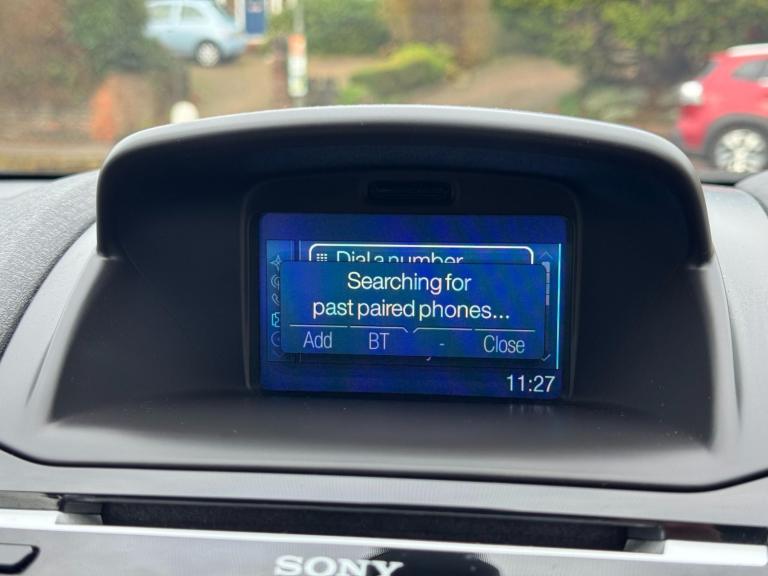 Dial a number
Searching for
past paired phones...
Add BT - Close
11:27
SONY